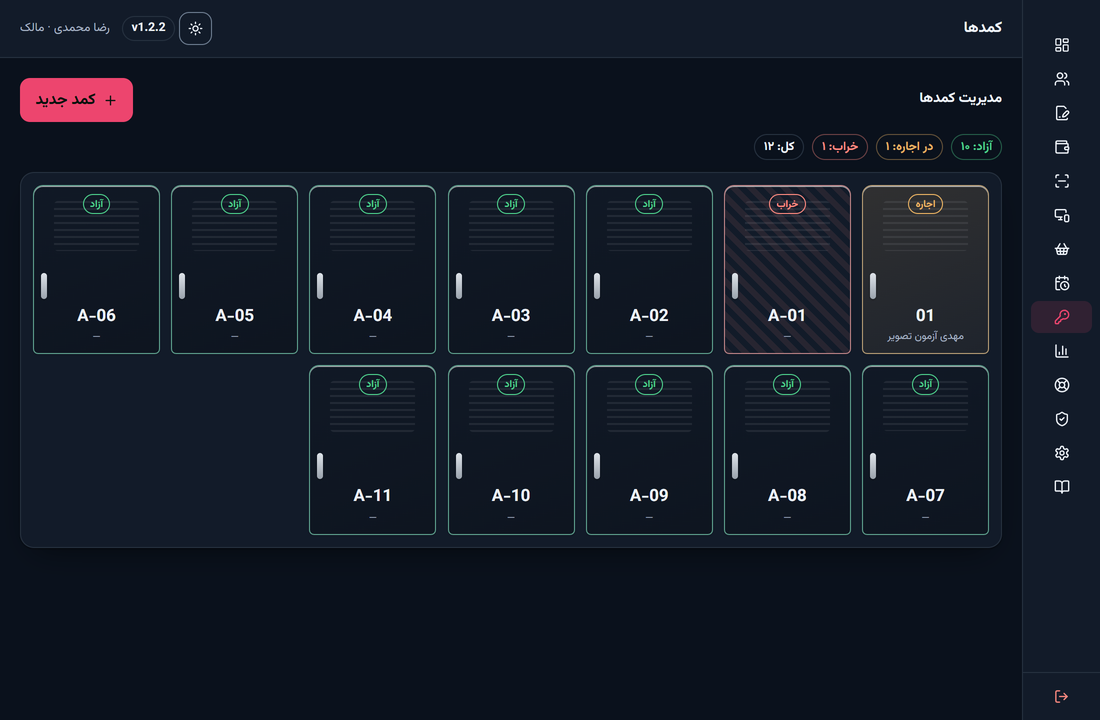 کمدها
v1.2.2
رضا محمدی · مالک
مدیریت کمدها
+ کمد جدید
آزاد: ۱۰
در اجاره: ۱
خراب: ۱
کل: ۱۲
اجاره
01
مهدی آزمون تصویر
خراب
A-01
—
آزاد
A-02
—
آزاد
A-03
—
آزاد
A-04
—
آزاد
A-05
—
آزاد
A-06
—
آزاد
A-07
—
آزاد
A-08
—
آزاد
A-09
—
آزاد
A-10
—
آزاد
A-11
—